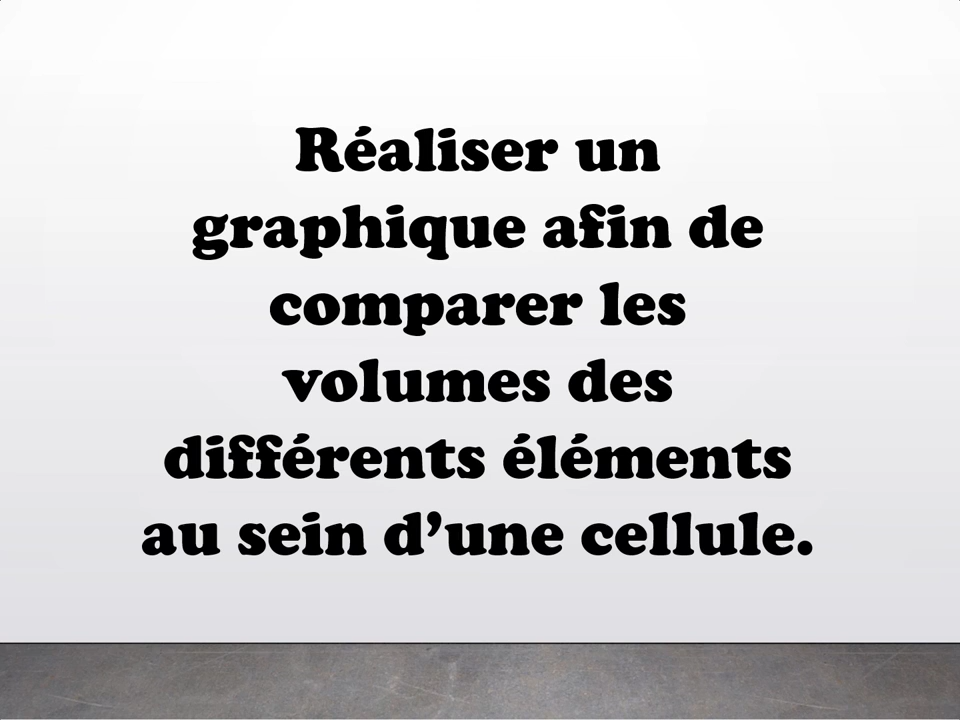 Réaliser un
graphique afin de
comparer les
volumes des
différents éléments
au sein d’une cellule.